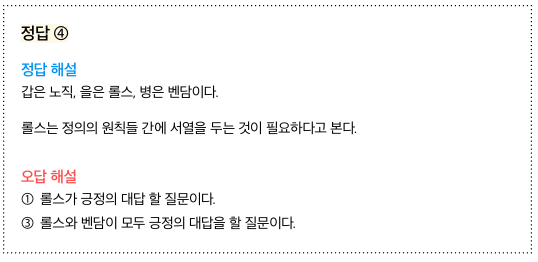 정답 ④
정답 해설
갑은 노직, 을은 롤스, 병은 벤담이다.
롤스는 정의의 원칙들 간에 서열을 두는 것이 필요하다고 본다.
오답 해설
① 롤스가 긍정의 대답 할 질문이다.
③ 롤스와 벤담이 모두 긍정의 대답을 할 질문이다.